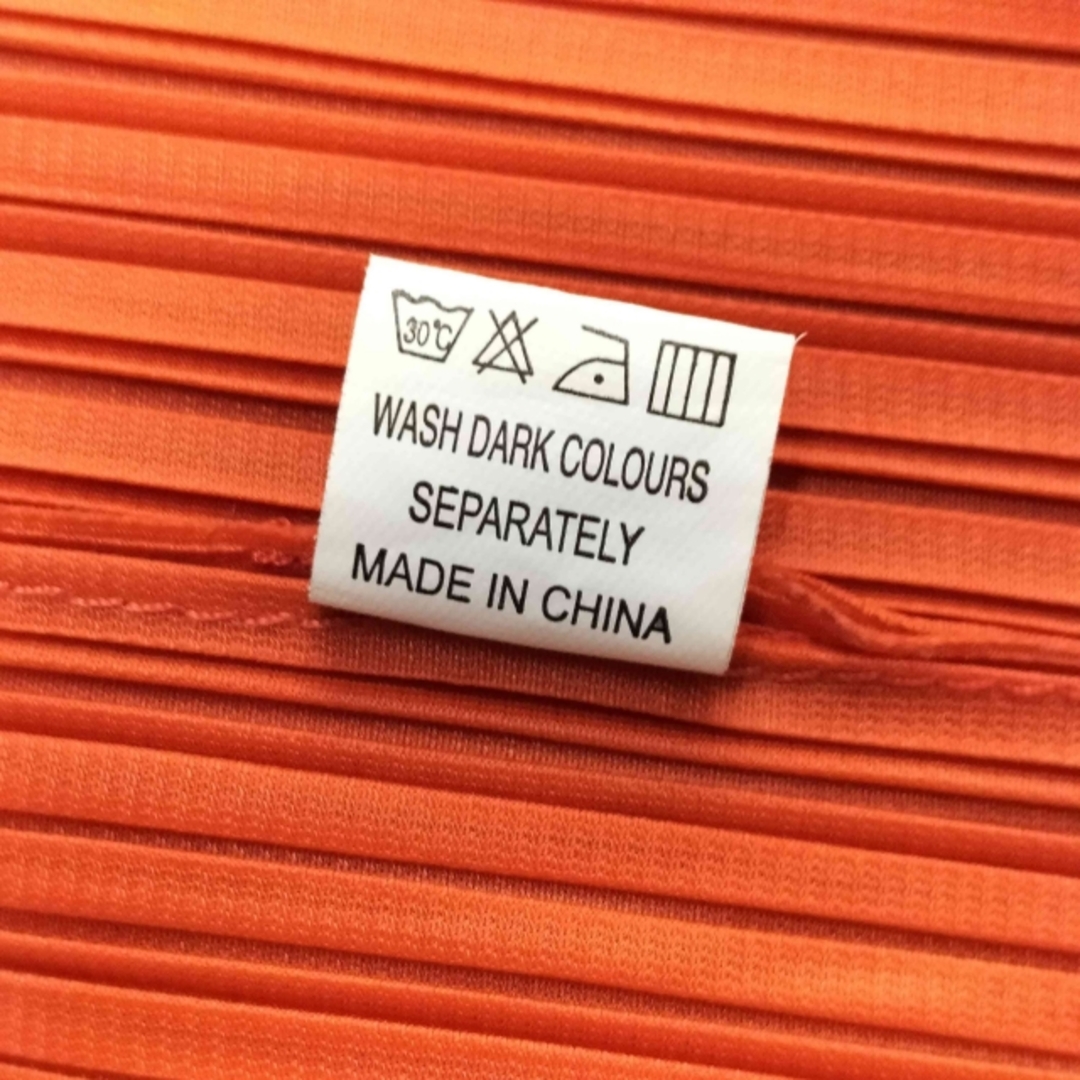 30°C
WASH DARK COLOURS
SEPARATELY
MADE IN CHINA